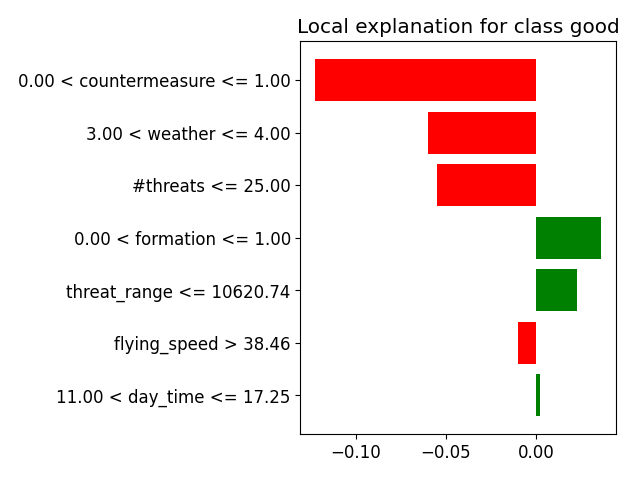 Local explanation for class good
0.00 < countermeasure <= 1.00
3.00 < weather <= 4.00
#threats <= 25.00
0.00 < formation <= 1.00
threat_range <= 10620.74
flying_speed > 38.46
11.00 < day_time <= 17.25
−0.10 −0.05 0.00